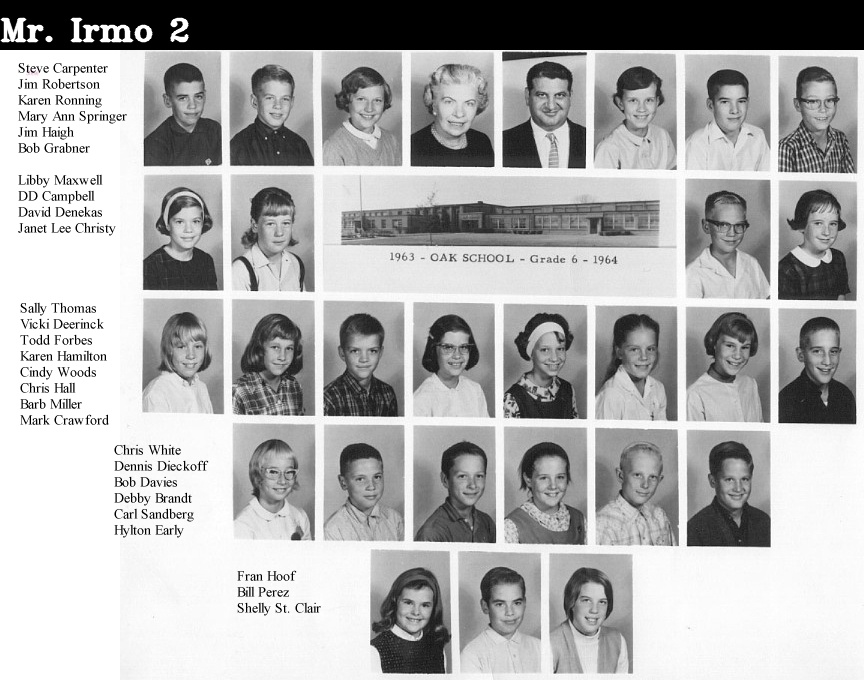 Mr. Irmo 2
Steve Carpenter
Jim Robertson
Karen Ronning
Mary Ann Springer
Jim Haigh
Bob Grabner
Libby Maxwell
DD Campbell
David Denekas
Janet Lee Christy
1963 - OAK SCHOOL - Grade 6 - 1964
Sally Thomas
Vicki Deerinck
Todd Forbes
Karen Hamilton
Cindy Woods
Chris Hall
Barb Miller
Mark Crawford
Chris White
Dennis Dieckoff
Bob Davies
Debby Brandt
Carl Sandberg
Hylton Early
Fran Hoof
Bill Perez
Shelly St. Clair